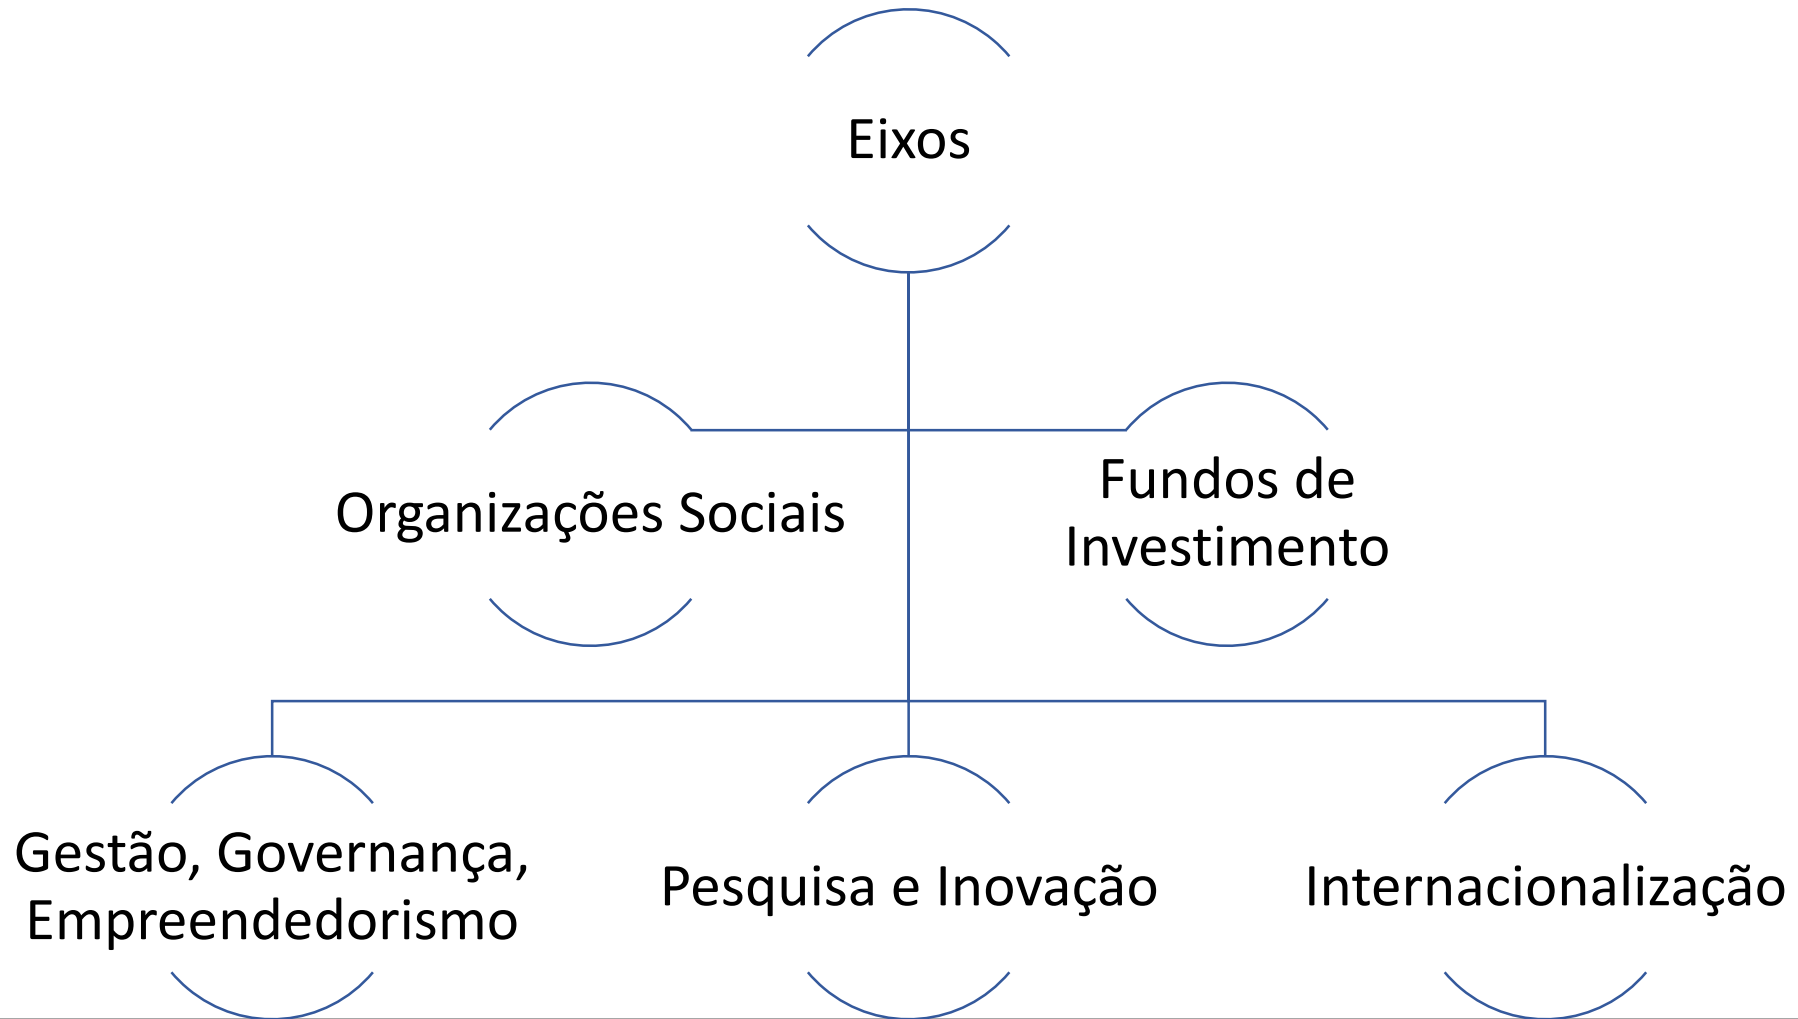 Eixos
Organizações Sociais
Fundos de
Investimento
Gestão, Governança,
Empreendedorismo
Pesquisa e Inovação
Internacionalização